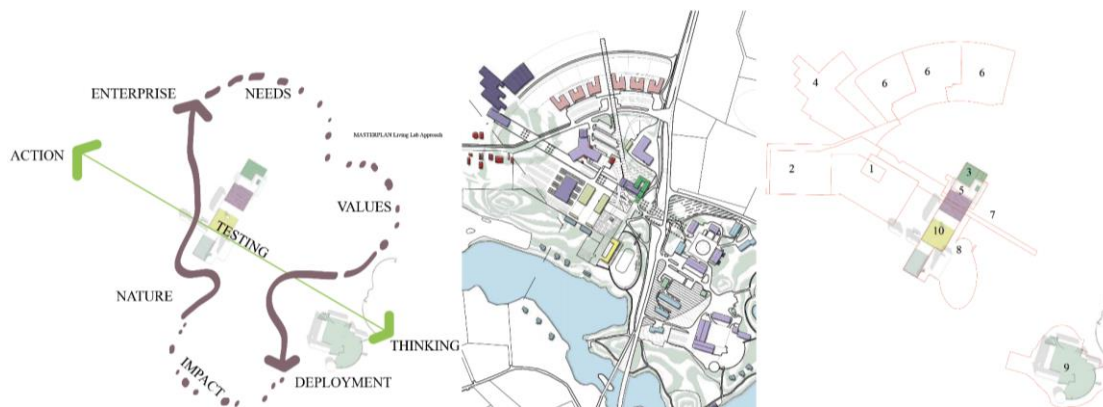 ENTERPRISE
NEEDS
ACTION
MASTERPLAN Living Lab Approach
VALUES
TESTING
NATURE
THINKING
IMPACT
DEPLOYMENT
4
6
6
6
2
1
3
5
7
10
8
9